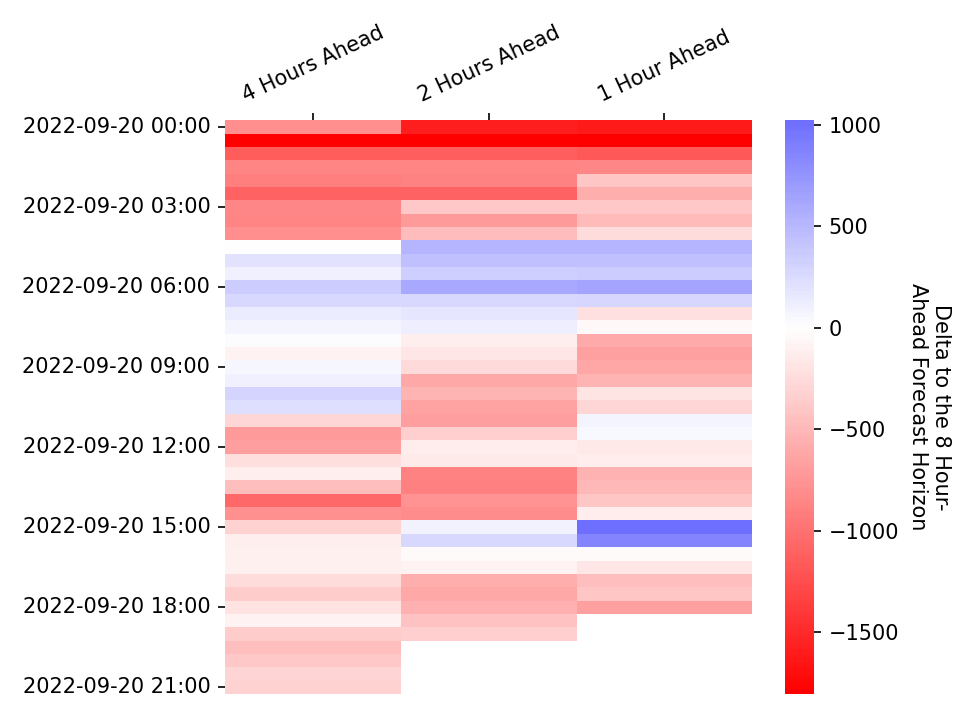 4 Hours Ahead
2 Hours Ahead
1 Hour Ahead
2022-09-20 00:00
2022-09-20 03:00
2022-09-20 06:00
2022-09-20 09:00
2022-09-20 12:00
2022-09-20 15:00
2022-09-20 18:00
2022-09-20 21:00
1000
500
0
−500
−1000
−1500
Delta to the 8 Hour-
Ahead Forecast Horizon